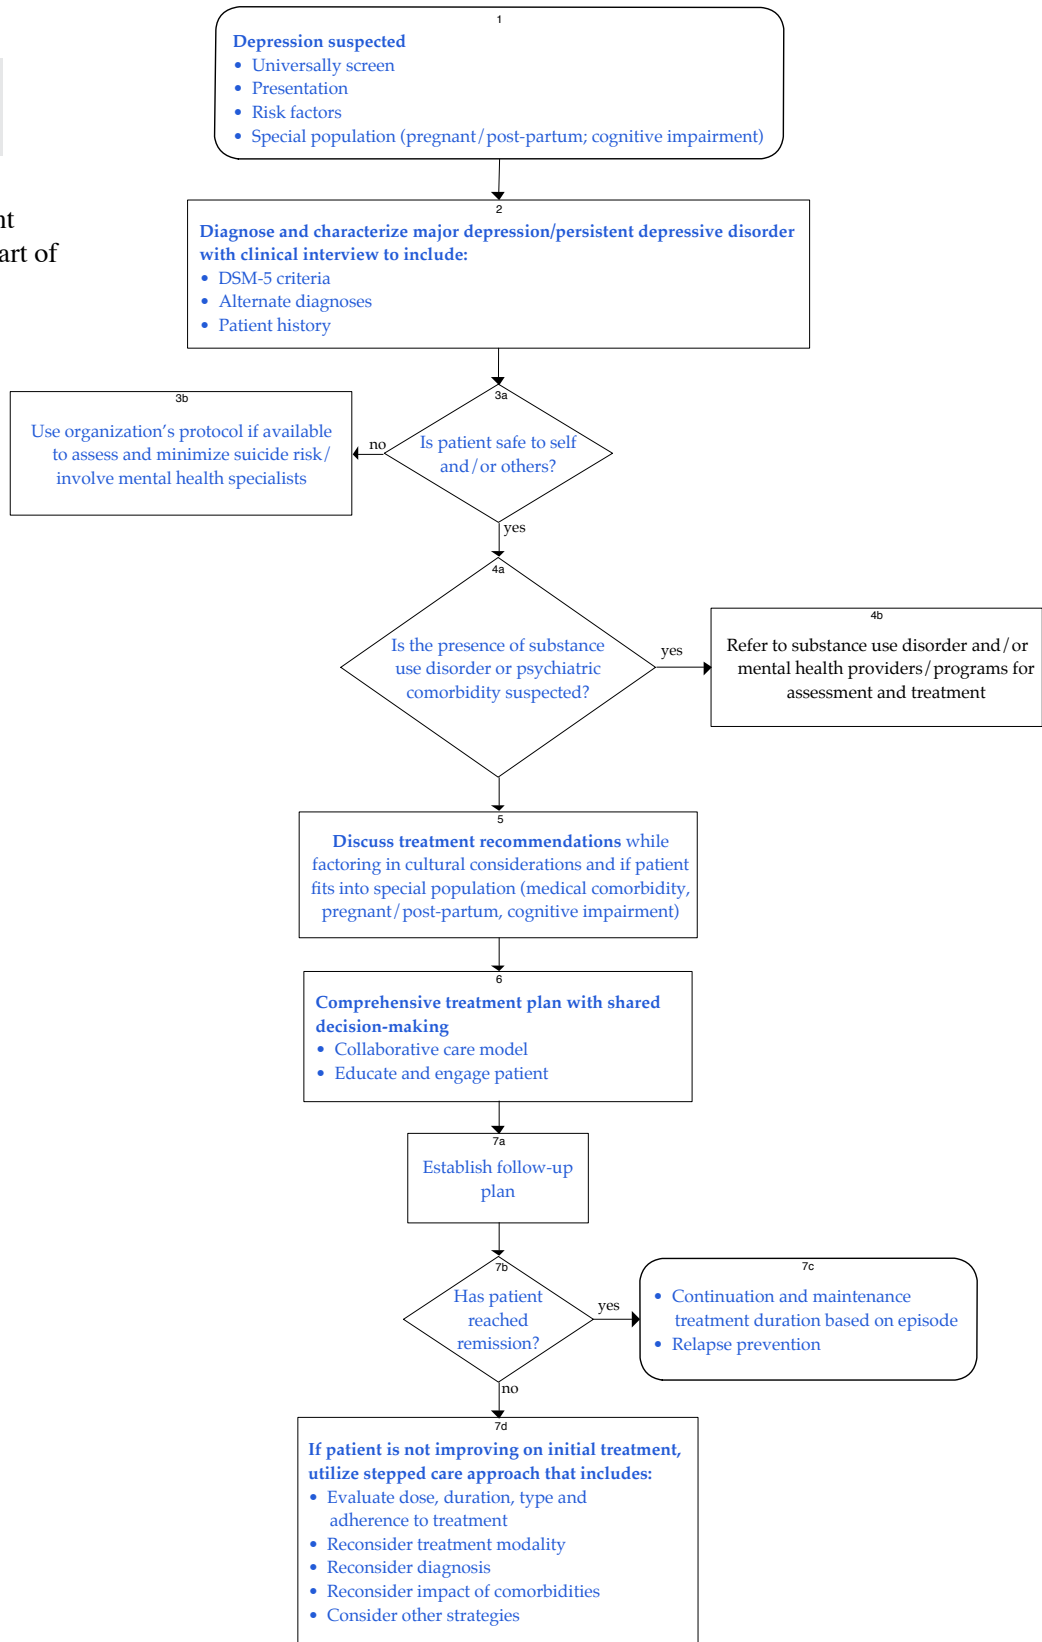 1
Depression suspected
• Universally screen
• Presentation
• Risk factors
• Special population (pregnant/post-partum; cognitive impairment)
2
Diagnose and characterize major depression/persistent depressive disorder
with clinical interview to include:
• DSM-5 criteria
• Alternate diagnoses
• Patient history
nt
art of
3a
Is patient safe to self
and/or others?
no
3b
Use organization's protocol if available
to assess and minimize suicide risk/
involve mental health specialists
yes
4a
Is the presence of substance
use disorder or psychiatric
comorbidity suspected?
yes
4b
Refer to substance use disorder and/or
mental health providers/programs for
assessment and treatment
5
Discuss treatment recommendations while
factoring in cultural considerations and if patient
fits into special population (medical comorbidity,
pregnant/post-partum, cognitive impairment)
6
Comprehensive treatment plan with shared
decision-making
• Collaborative care model
• Educate and engage patient
7a
Establish follow-up
plan
7b
Has patient
reached
remission?
yes
7c
• Continuation and maintenance
treatment duration based on episode
• Relapse prevention
no
7d
If patient is not improving on initial treatment,
utilize stepped care approach that includes:
• Evaluate dose, duration, type and
adherence to treatment
• Reconsider treatment modality
• Reconsider diagnosis
• Reconsider impact of comorbidities
• Consider other strategies